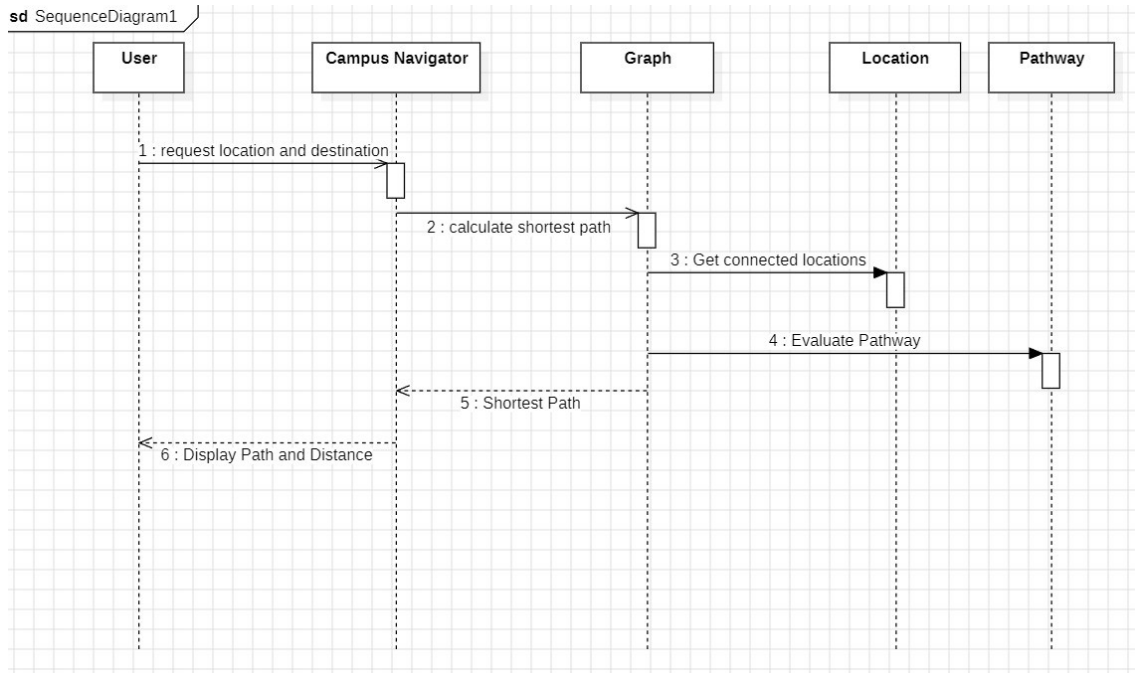 sd SequenceDiagram1
User
Campus Navigator
Graph
Location
Pathway
1 : request location and destination
2 : calculate shortest path
3 : Get connected locations
4 : Evaluate Pathway
5 : Shortest Path
6 : Display Path and Distance